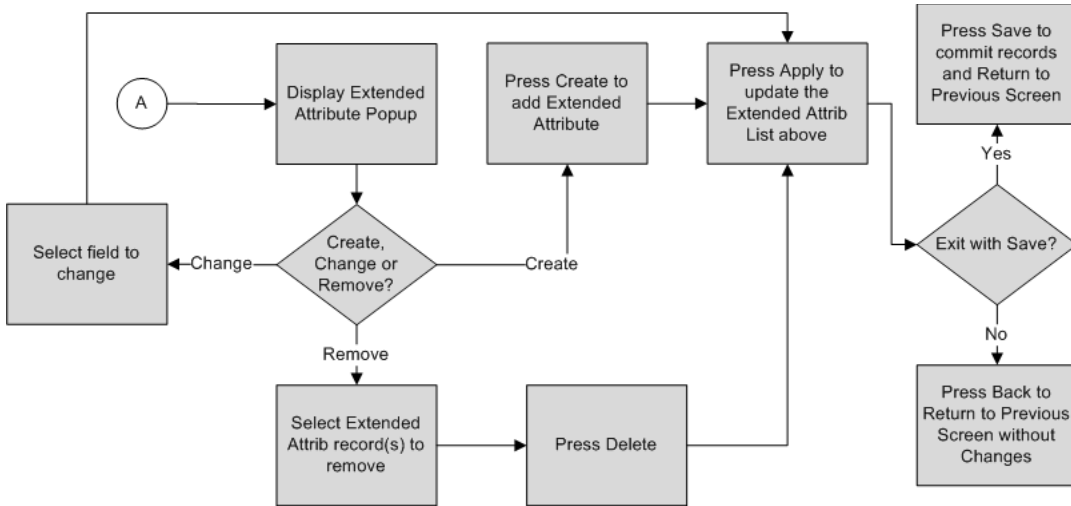 A
Display Extended
Attribute Popup
Press Create to
add Extended
Attribute
Press Apply to
update the
Extended Attrib
List above
Press Save to
commit records
and Return to
Previous Screen
Yes
Select field to
change
Change
Create,
Change or
Remove?
Create
Exit with Save?
Remove
No
Select Extended
Attrib record(s) to
remove
Press Delete
Press Back to
Return to Previous
Screen without
Changes